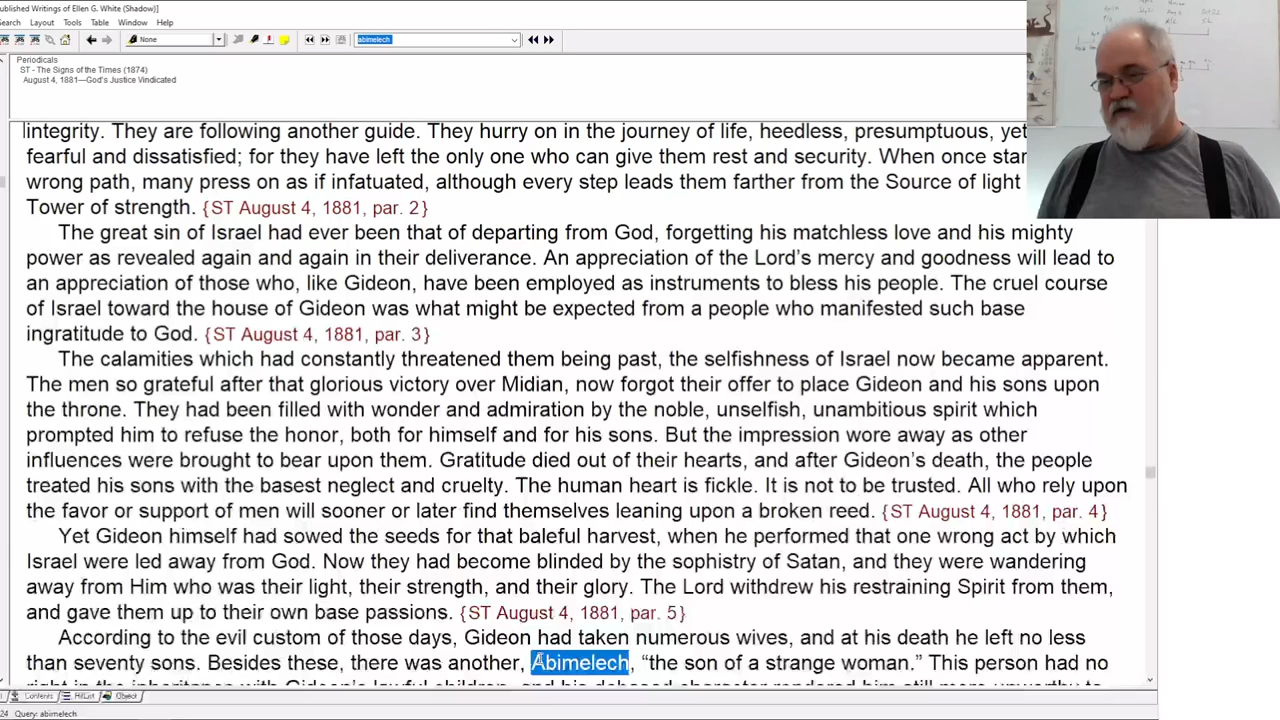 ublished Writings of Ellen G. White (Shadow)]
Search Layout Tools Table Window Help
None
abimelech
Periodicals
ST - The Signs of the Times (1874)
August 4, 1881—God's Justice Vindicated
integrity. They are following another guide. They hurry on in the journey of life, heedless, presumptuous, yet
fearful and dissatisfied; for they have left the only one who can give them rest and security. When once star
wrong path, many press on as if infatuated, although every step leads them farther from the Source of light
Tower of strength. {ST August 4, 1881, par. 2}
The great sin of Israel had ever been that of departing from God, forgetting his matchless love and his mighty
power as revealed again and again in their deliverance. An appreciation of the Lord's mercy and goodness will lead to
an appreciation of those who, like Gideon, have been employed as instruments to bless his people. The cruel course
of Israel toward the house of Gideon was what might be expected from a people who manifested such base
ingratitude to God. {ST August 4, 1881, par. 3}
The calamities which had constantly threatened them being past, the selfishness of Israel now became apparent.
The men so grateful after that glorious victory over Midian, now forgot their offer to place Gideon and his sons upon
the throne. They had been filled with wonder and admiration by the noble, unselfish, unambitious spirit which
prompted him to refuse the honor, both for himself and for his sons. But the impression wore away as other
influences were brought to bear upon them. Gratitude died out of their hearts, and after Gideon's death, the people
treated his sons with the basest neglect and cruelty. The human heart is fickle. It is not to be trusted. All who rely upon
the favor or support of men will sooner or later find themselves leaning upon a broken reed. {ST August 4, 1881, par. 4}
Yet Gideon himself had sowed the seeds for that baleful harvest, when he performed that one wrong act by which
Israel were led away from God. Now they had become blinded by the sophistry of Satan, and they were wandering
away from Him who was their light, their strength, and their glory. The Lord withdrew his restraining Spirit from them,
and gave them up to their own base passions. {ST August 4, 1881, par. 5}
According to the evil custom of those days, Gideon had taken numerous wives, and at his death he left no less
than seventy sons. Besides these, there was another, Abimelech, “the son of a strange woman.” This person had no
right in the inheritance with Gideon's lawful children, and his debased character rendered him still more unworthy to
Contents HitList Object
24 Query: abimelech